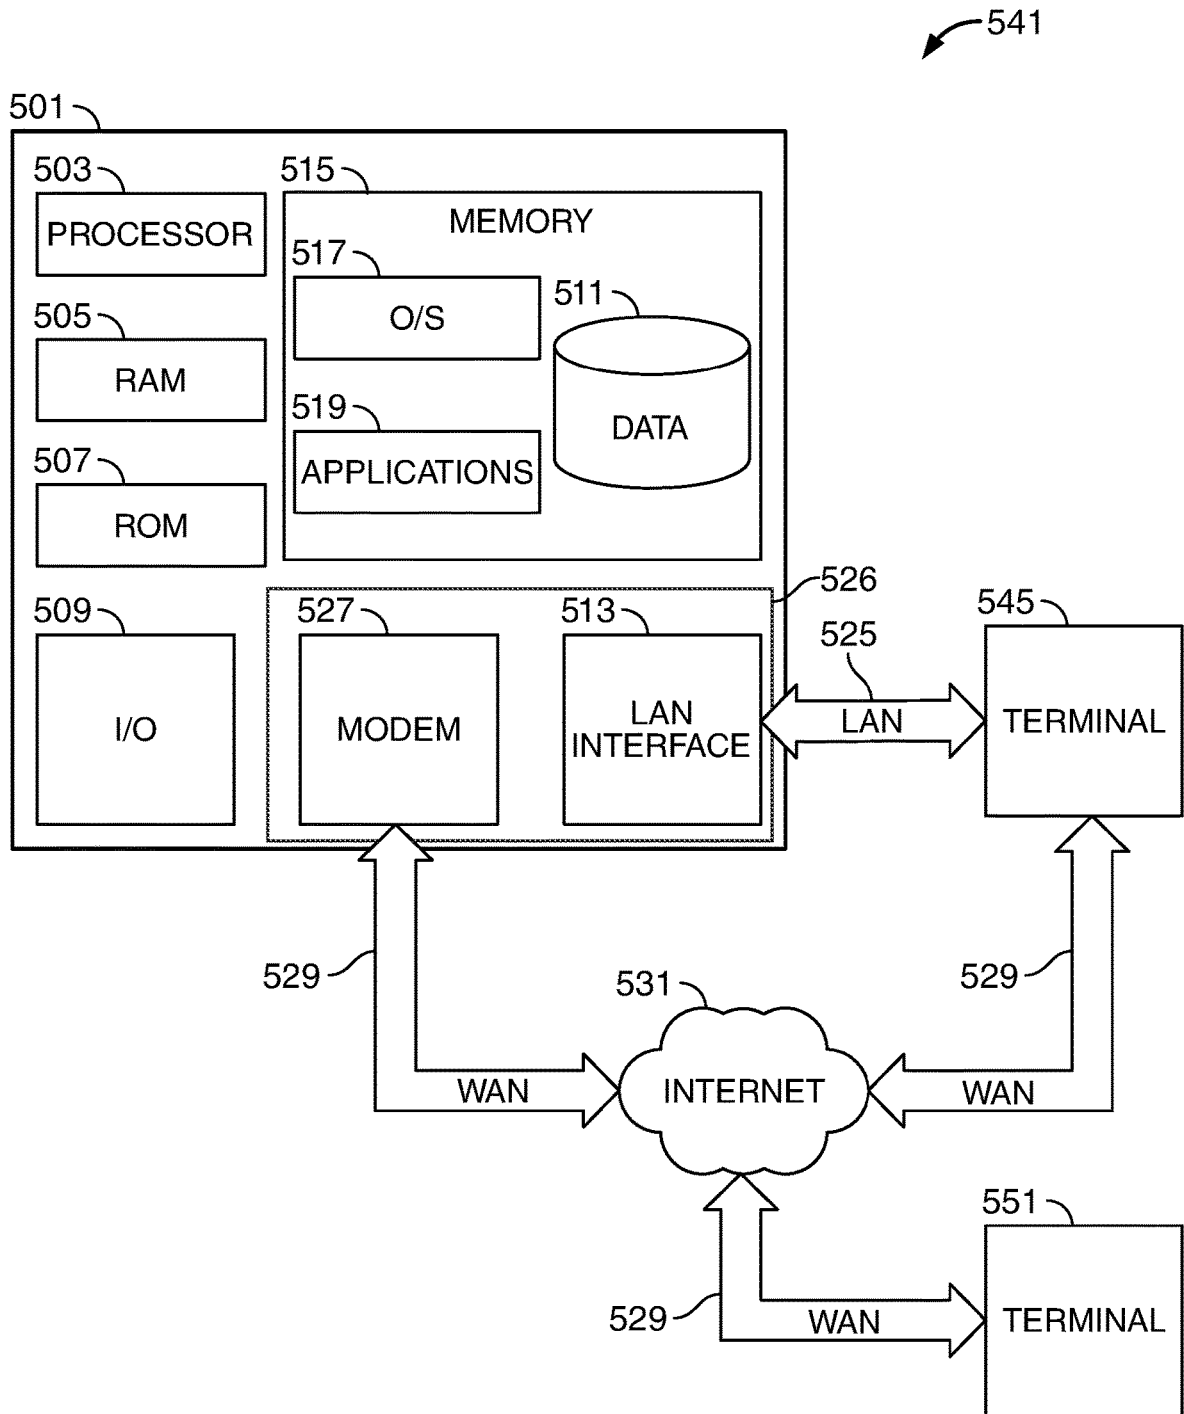 541
501
503
PROCESSOR
515
MEMORY
517
O/S
511
DATA
505
RAM
519
APPLICATIONS
507
ROM
526
509
I/O
527
MODEM
513
LAN
INTERFACE
525
LAN
545
TERMINAL
529
WAN
531
INTERNET
529
WAN
529
WAN
551
TERMINAL